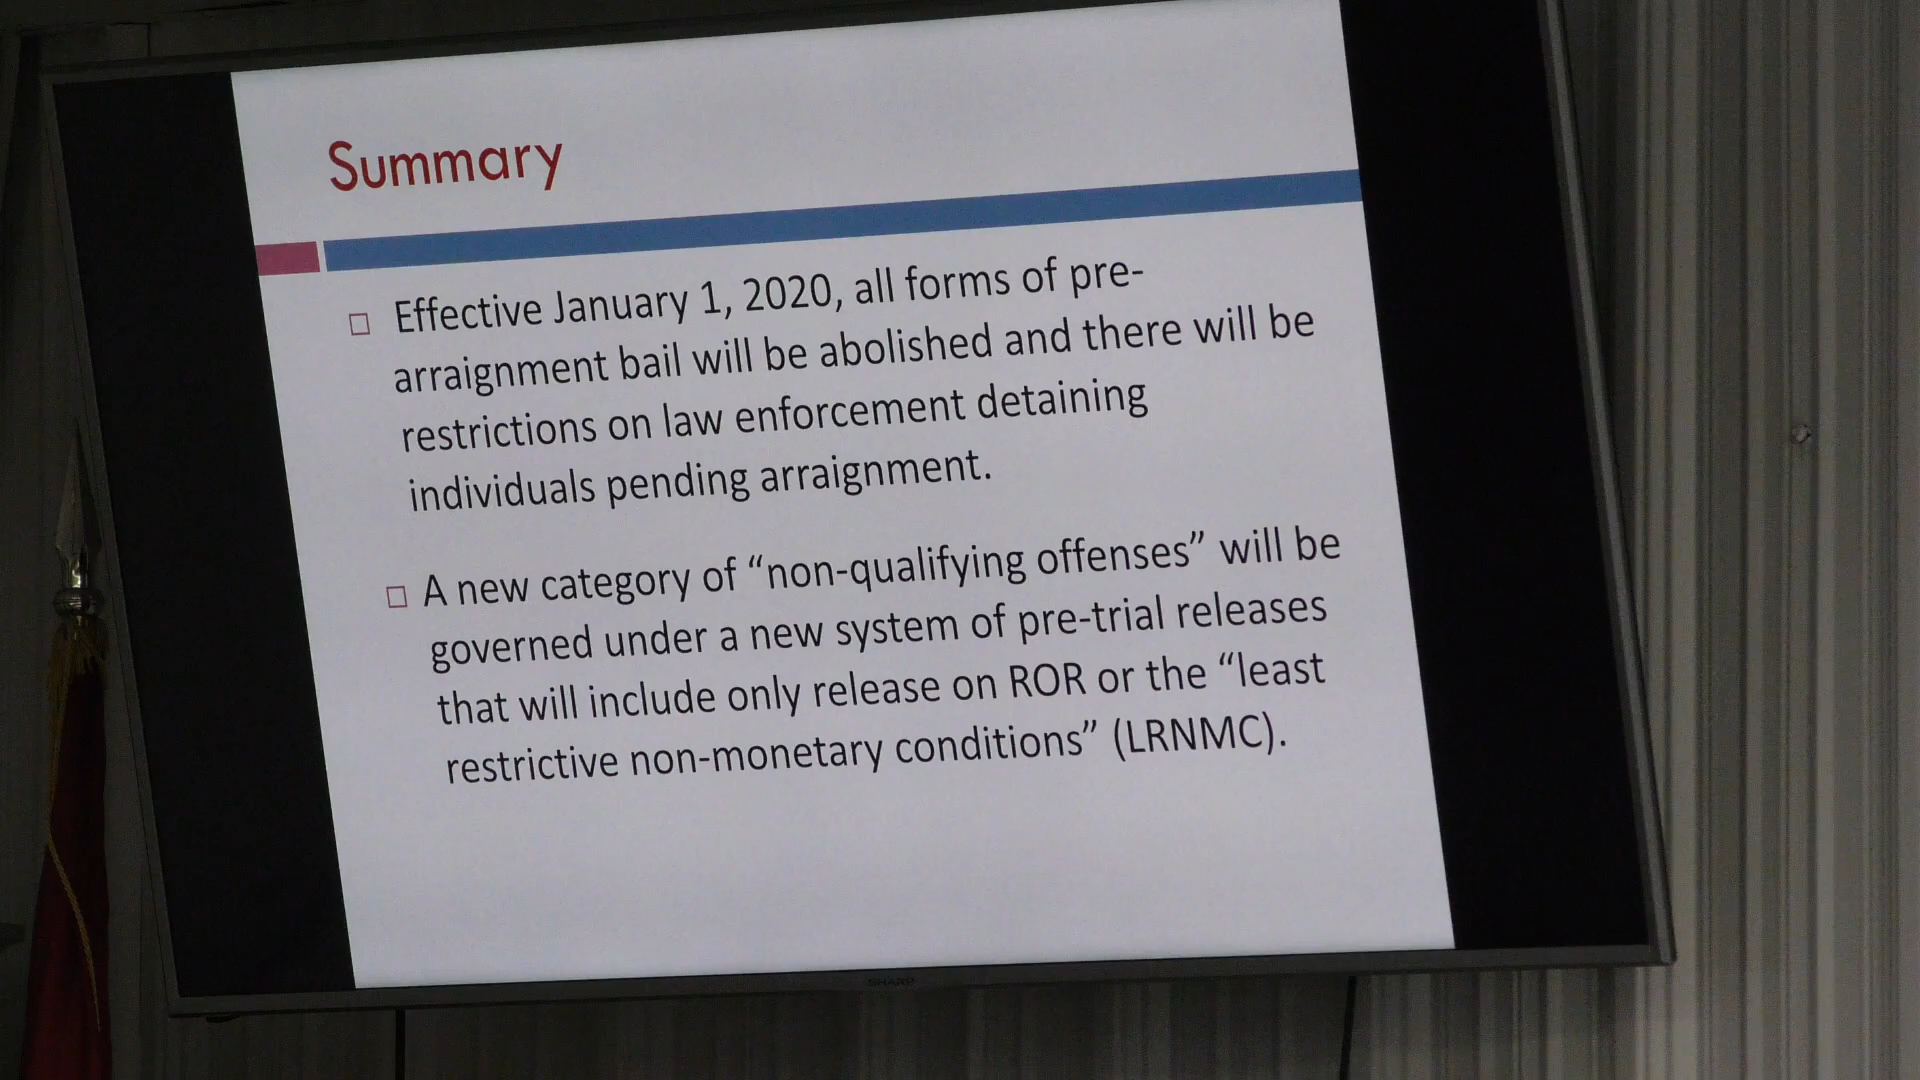 Summary
Effective January 1, 2020, all forms of pre-
arraignment bail will be abolished and there will be
restrictions on law enforcement detaining
individuals pending arraignment.
A new category of “non-qualifying offenses” will be
governed under a new system of pre-trial releases
that will include only release on ROR or the “least
restrictive non-monetary conditions” (LRNMC).
SHARP